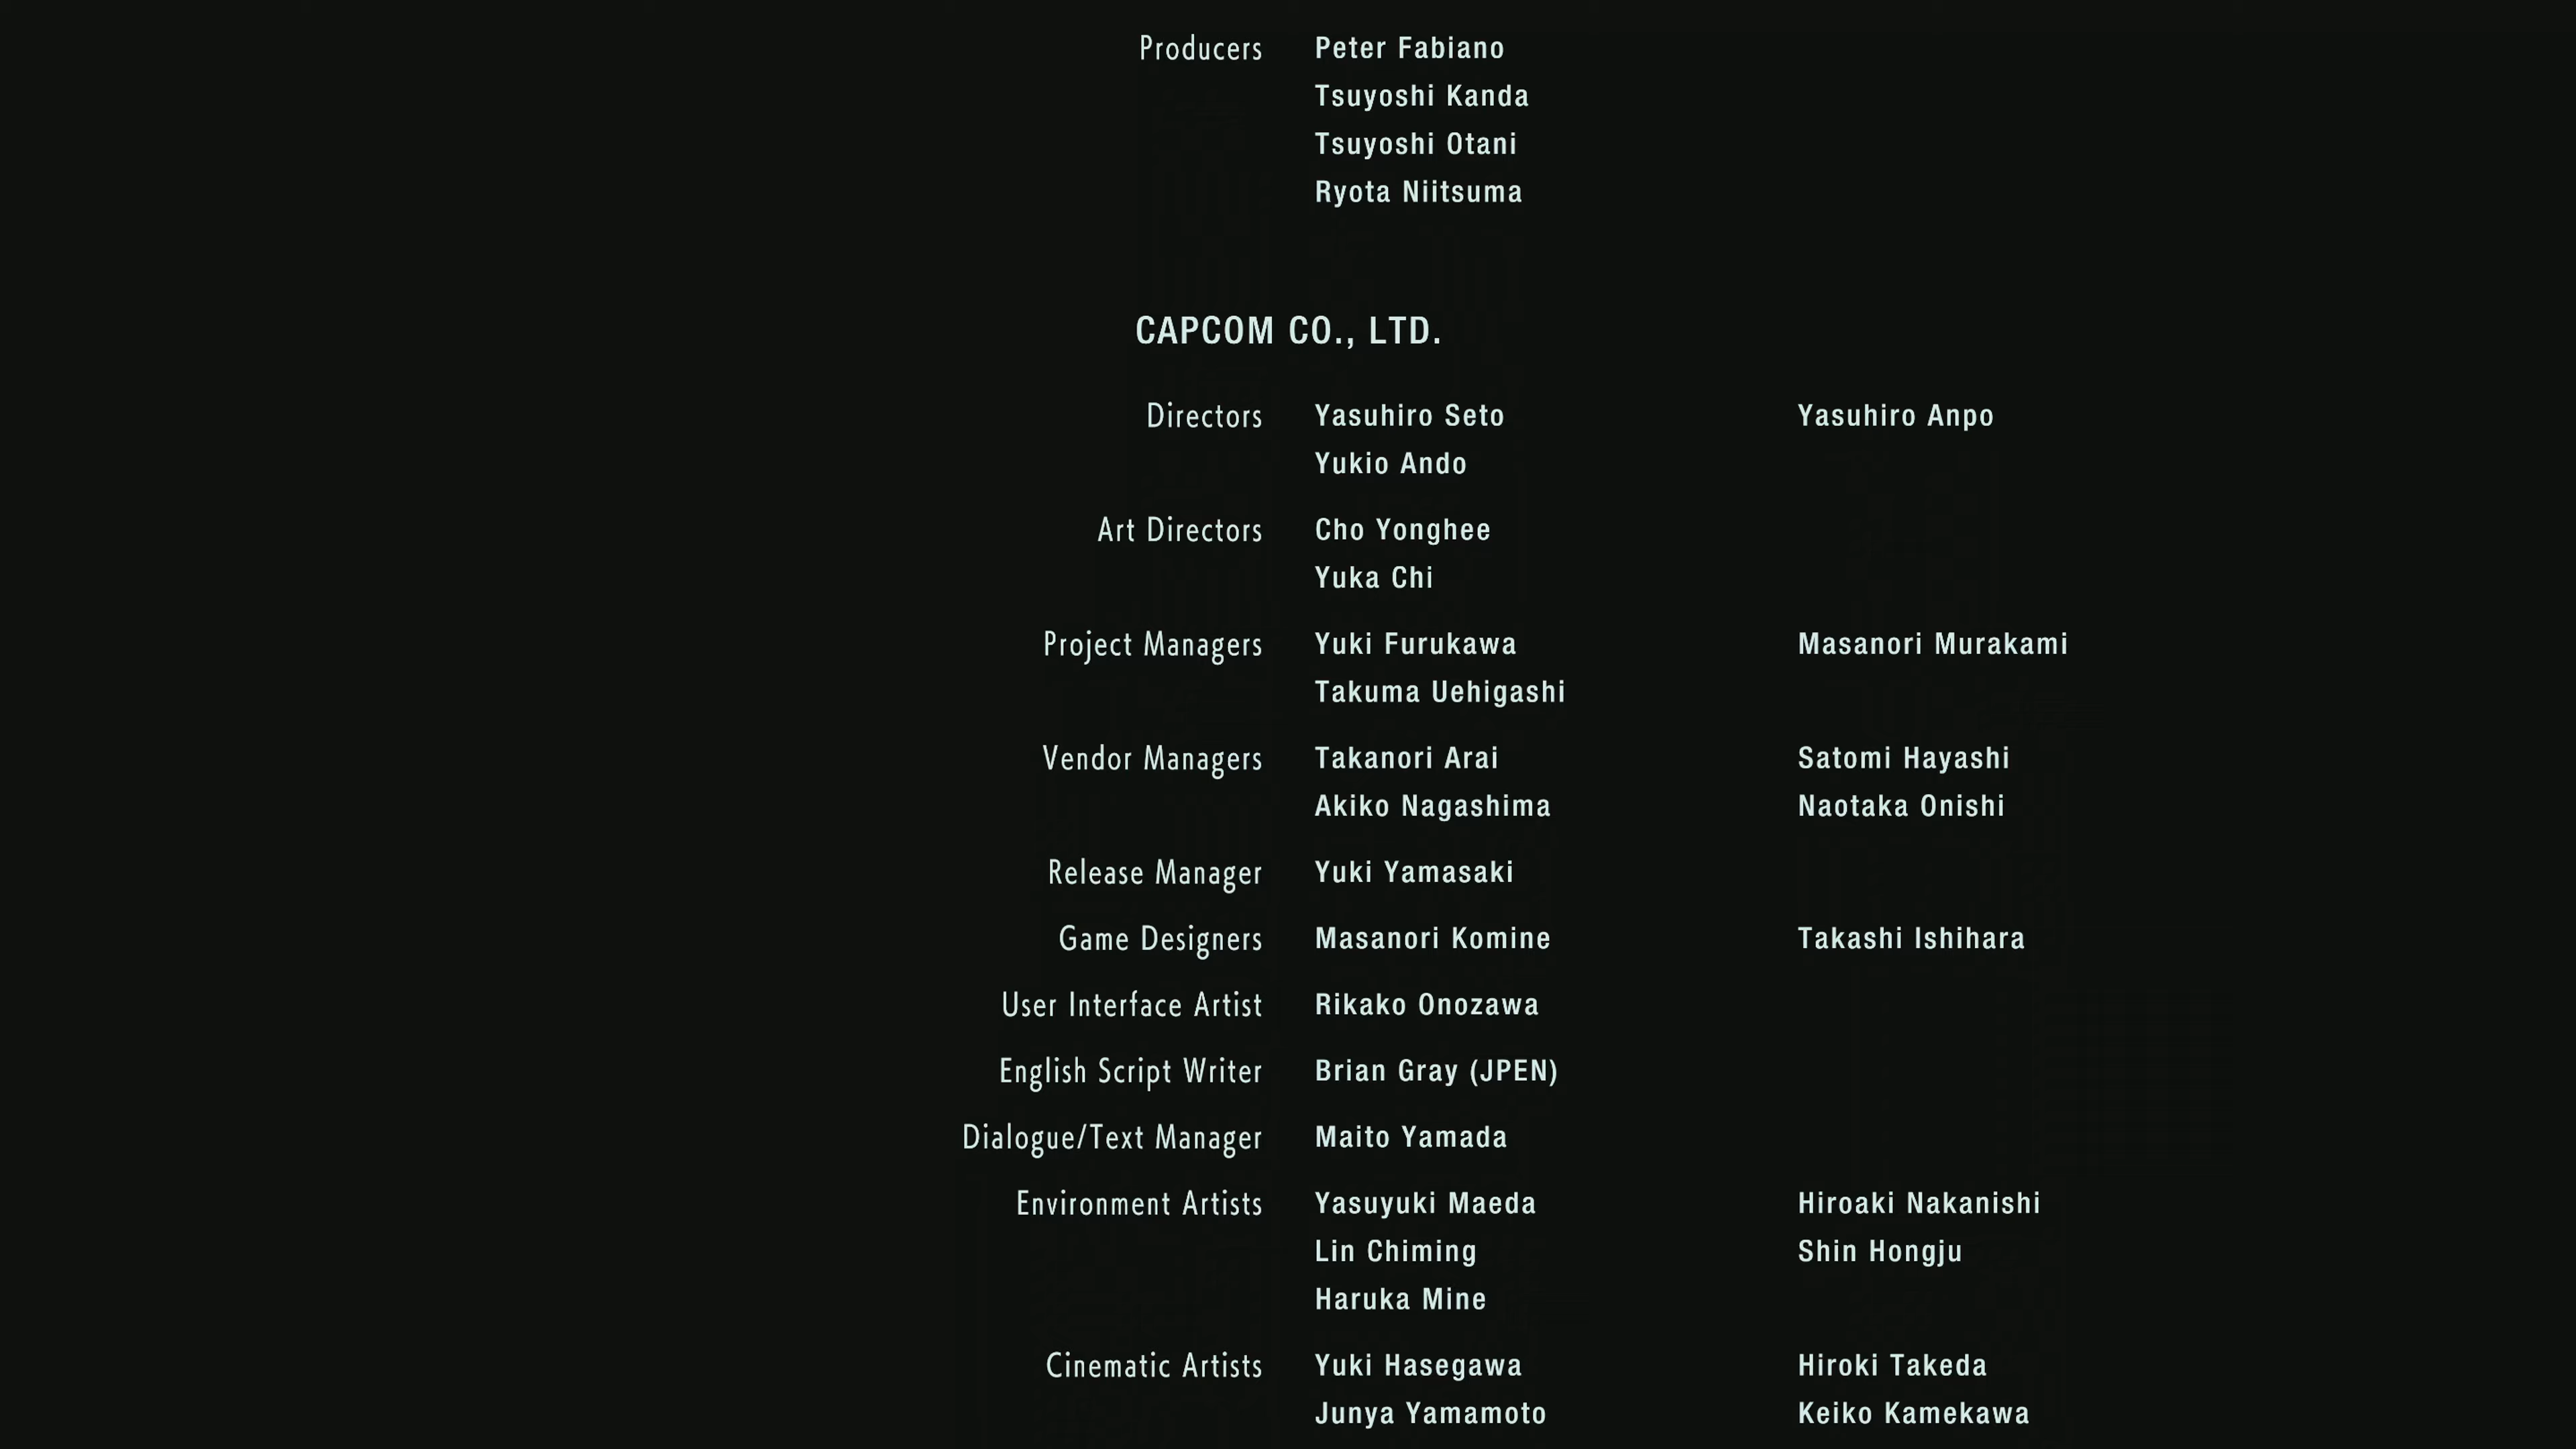 Producers Peter Fabiano
Tsuyoshi Kanda
Tsuyoshi Otani
Ryota Niitsuma
CAPCOM CO., LTD.
Directors Yasuhiro Seto Yasuhiro Anpo
Yukio Ando
Art Directors Cho Yonghee
Yuka Chi
Project Managers Yuki Furukawa Masanori Murakami
Takuma Uehigashi
Vendor Managers Takanori Arai Satomi Hayashi
Akiko Nagashima Naotaka Onishi
Release Manager Yuki Yamasaki
Game Designers Masanori Komine Takashi Ishihara
User Interface Artist Rikako Onozawa
English Script Writer Brian Gray (JPEN)
Dialogue/Text Manager Maito Yamada
Environment Artists Yasuyuki Maeda Hiroaki Nakanishi
Lin Chiming Shin Hongju
Haruka Mine
Cinematic Artists Yuki Hasegawa Hiroki Takeda
Junya Yamamoto Keiko Kamekawa